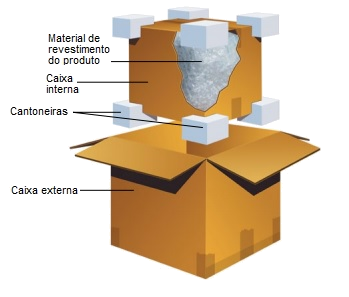 Material de
revestimento
do produto
Caixa
interna
Cantoneiras
Caixa externa